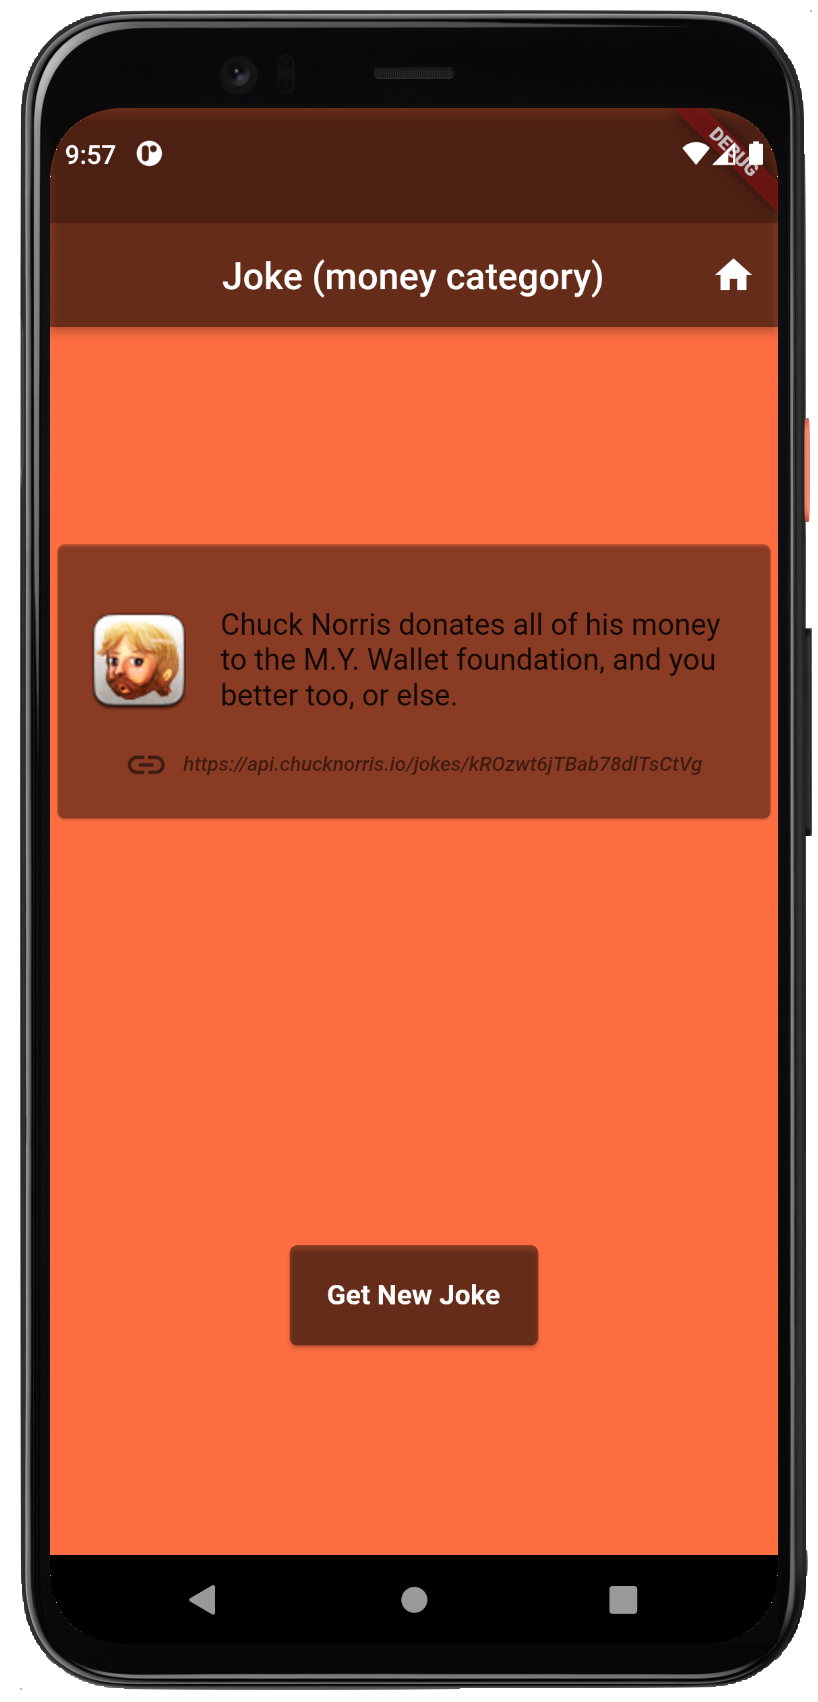 9:57
DEBUG
Joke (money category)
Chuck Norris donates all of his money
to the M.Y. Wallet foundation, and you
better too, or else.
https://api.chucknorris.io/jokes/kROzwt6jTBab78dlTsCtVg
Get New Joke